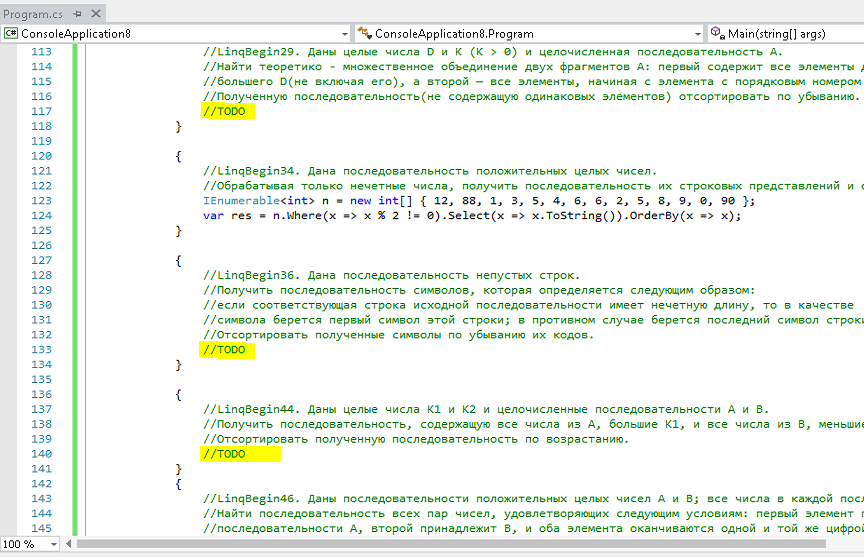 Program.cs
ConsoleApplication8 ConsoleApplication8.Program Main(string[] args)
113 //LinqBegin29. Даны целые числа D и K (K > 0) и целочисленная последовательность A.
114 //Найти теоретико - множественное объединение двух фрагментов A: первый содержит все элементы
115 //большего D(не включая его), а второй — все элементы, начиная с элемента с порядковым номером
116 //Полученную последовательность(не содержащую одинаковых элементов) отсортировать по убыванию.
117 //TODO
118 }
119
120 {
121 //LinqBegin34. Дана последовательность положительных целых чисел.
122 //Обрабатывая только нечетные числа, получить последовательность их строковых представлений и
123 IEnumerable<int> n = new int[] { 12, 88, 1, 3, 5, 4, 6, 6, 2, 5, 8, 9, 0, 90 };
124 var res = n.Where(x => x % 2 != 0).Select(x => x.ToString()).OrderBy(x => x);
125 }
126
127 {
128 //LinqBegin36. Дана последовательность непустых строк.
129 //Получить последовательность символов, которая определяется следующим образом:
130 //если соответствующая строка исходной последовательности имеет нечетную длину, то в качестве
131 //символа берется первый символ этой строки; в противном случае берется последний символ
132 //Отсортировать полученные символы по убыванию их кодов.
133 //TODO
134 }
135
136 {
137 //LinqBegin44. Даны целые числа K1 и K2 и целочисленные последовательности A и B.
138 //Получить последовательность, содержащую все числа из A, большие K1, и все числа из B,
139 //Отсортировать полученную последовательность по возрастанию.
140 //TODO
141 }
142 {
143 //LinqBegin46. Даны последовательности положительных целых чисел A и B; все числа в каждой
144 //Найти последовательность всех пар чисел, удовлетворяющих следующим условиям: первый элемент
145 //последовательности A, второй принадлежит B, и оба элемента оканчиваются одной и той же
100 %